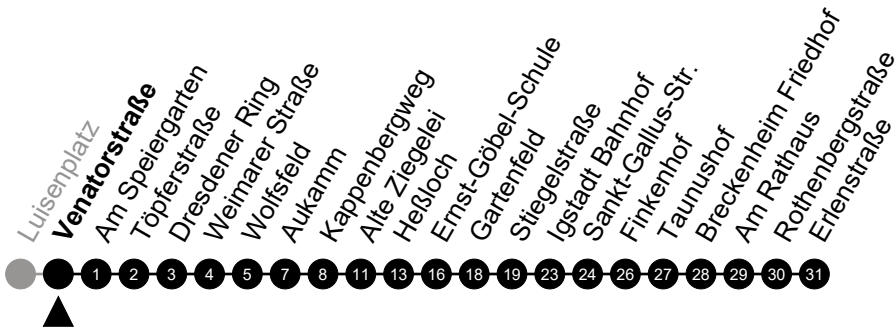 Luisenplatz
Venatorstraße
Am Speiergarten
Töpferstraße
Dresdener Ring
Weimarer Straße
Wolfsfeld
Aukamm
Kappenbergweg
Alte Ziegelei
Heßloch
Ernst-Göbel-Schule
Gartenfeld
Stiegelstraße
Igstadt Bahnhof
Sankt-Gallus-Str.
Finkenhof
Taunushof
Breckenheim Friedhof
Am Rathaus
Rothenbergstraße
Erlenstraße
1 2 3 4 5 7 8 11 13 16 18 19 23 24 26 27 28 29 30 31